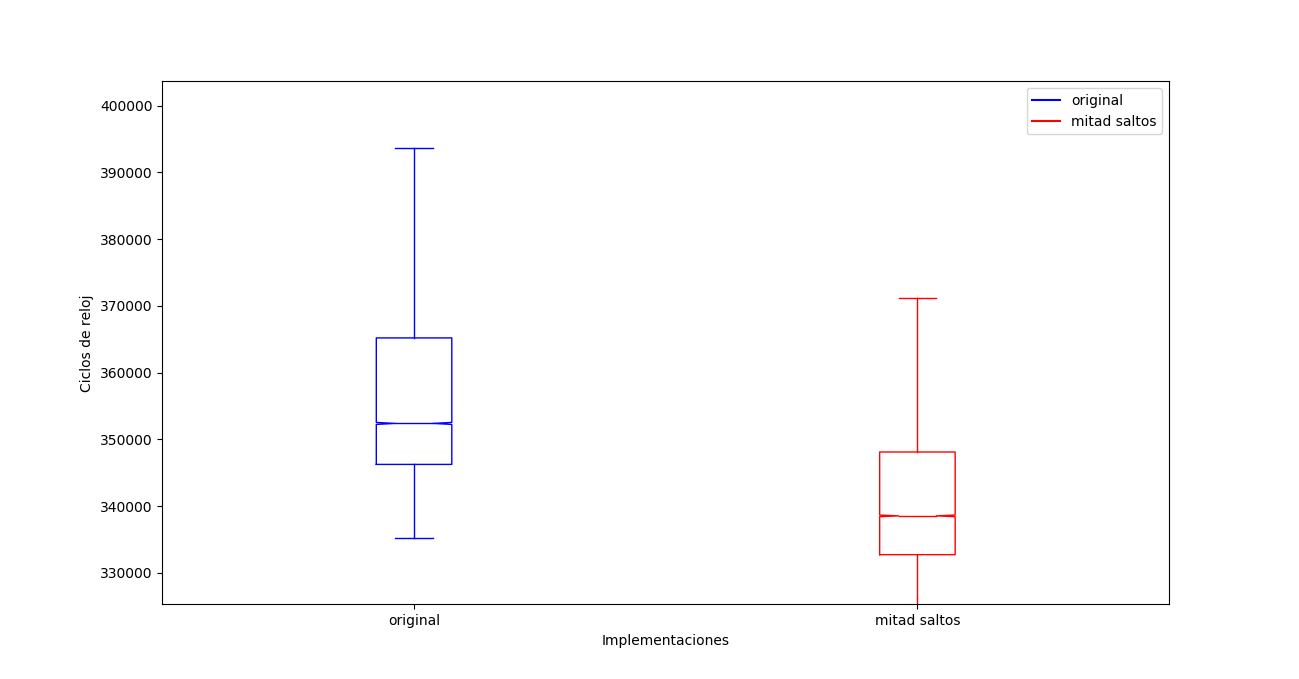 original
mitad saltos
400000
390000
380000
370000
360000
350000
340000
330000
Ciclos de reloj
original
mitad saltos
Implementaciones